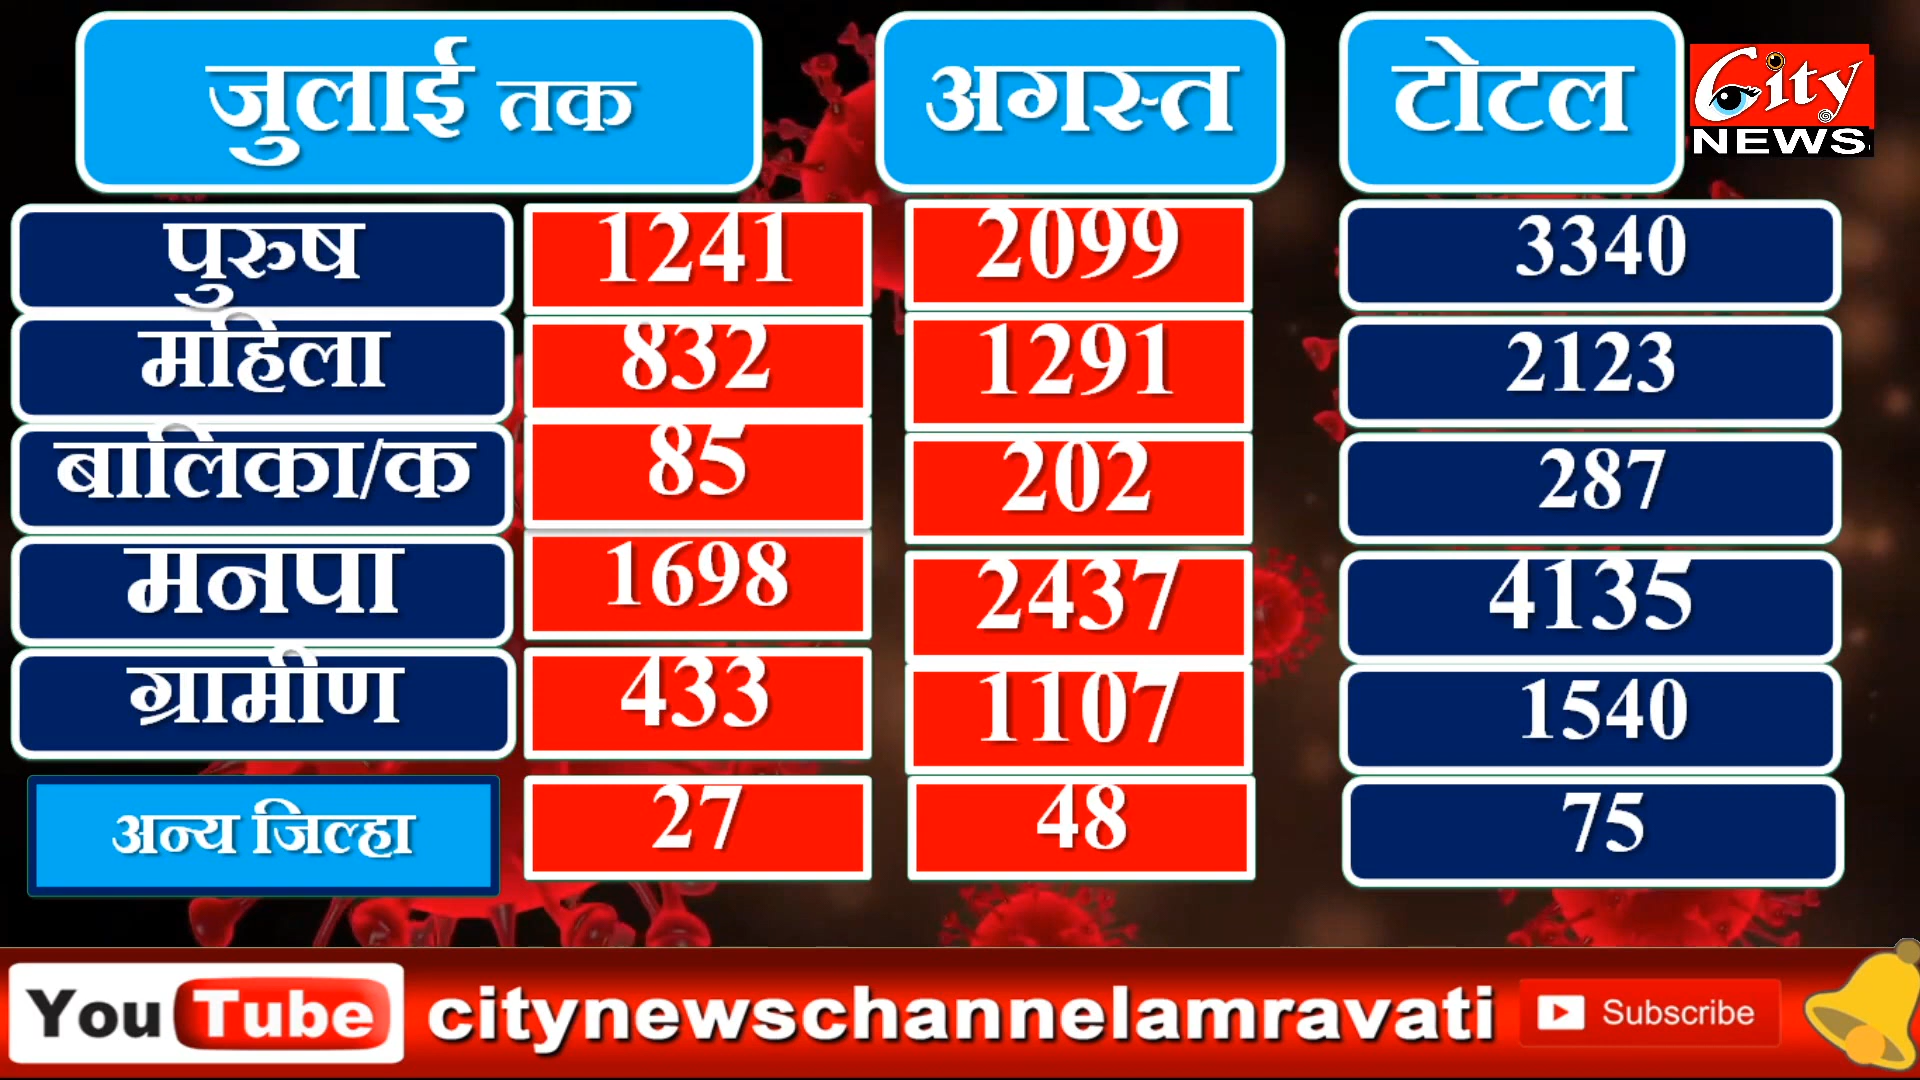 जुलाई तक अगस्त टोटल
City
NEWS
पुरुष 1241 2099 3340
महिला 832 1291 2123
बालिका/क 85 202 287
मनपा 1698 2437 4135
ग्रामीण 433 1107 1540
अन्य जिल्हा 27 48 75
YouTube citynewschannelamravati Subscribe